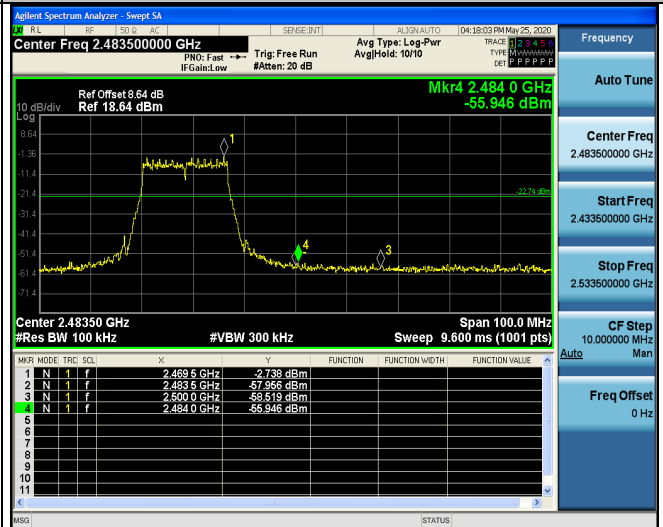 Agilent Spectrum Analyzer - Swept SA
LXI RL RF 50 Ω AC SENSE:INT ALIGN AUTO 04:18:03 PM May 25, 2020
Center Freq 2.483500000 GHz
PNO: Fast
IFGain:Low
Trig: Free Run
#Atten: 20 dB
Avg Type: Log-Pwr
Avg|Hold: 10/10
TRACE 1 2 3 4 5 6
TYPE M
DET P P P P P P
Frequency
Auto Tune
Center Freq
2.483500000 GHz
Start Freq
2.433500000 GHz
Stop Freq
2.533500000 GHz
CF Step
10.000000 MHz
Auto Man
Freq Offset
0 Hz
Mkr4 2.484 0 GHz
-55.946 dBm
Ref Offset 8.64 dB
10 dB/div Ref 18.64 dBm
Log
8.64
-1.36
-11.4
-21.4
-31.4
-41.4
-51.4
-61.4
-71.4
1
-22.74 dBm
4
3
Center 2.48350 GHz Span 100.0 MHz
#Res BW 100 kHz #VBW 300 kHz Sweep 9.600 ms (1001 pts)
MKR MODE TRC SCL X Y FUNCTION FUNCTION WIDTH FUNCTION VALUE
1 N 1 f 2.469 5 GHz -2.738 dBm
2 N 1 f 2.483 5 GHz -57.956 dBm
3 N 1 f 2.500 0 GHz -58.519 dBm
4 N 1 f 2.484 0 GHz -55.946 dBm
5
6
7
8
9
10
11
MSG STATUS